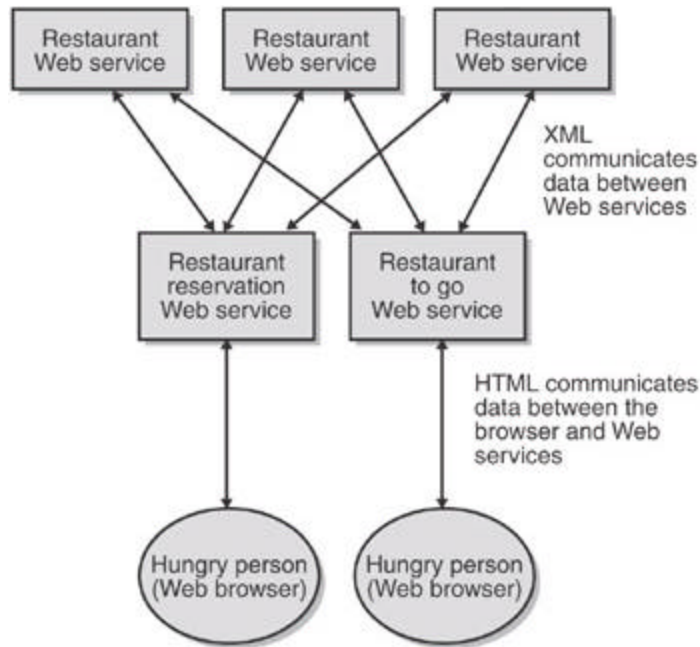 Restaurant
Web service
Restaurant
Web service
Restaurant
Web service
XML
communicates
data between
Web services
Restaurant
reservation
Web service
Restaurant
to go
Web service
HTML communicates
data between the
browser and Web
services
Hungry person
(Web browser)
Hungry person
(Web browser)